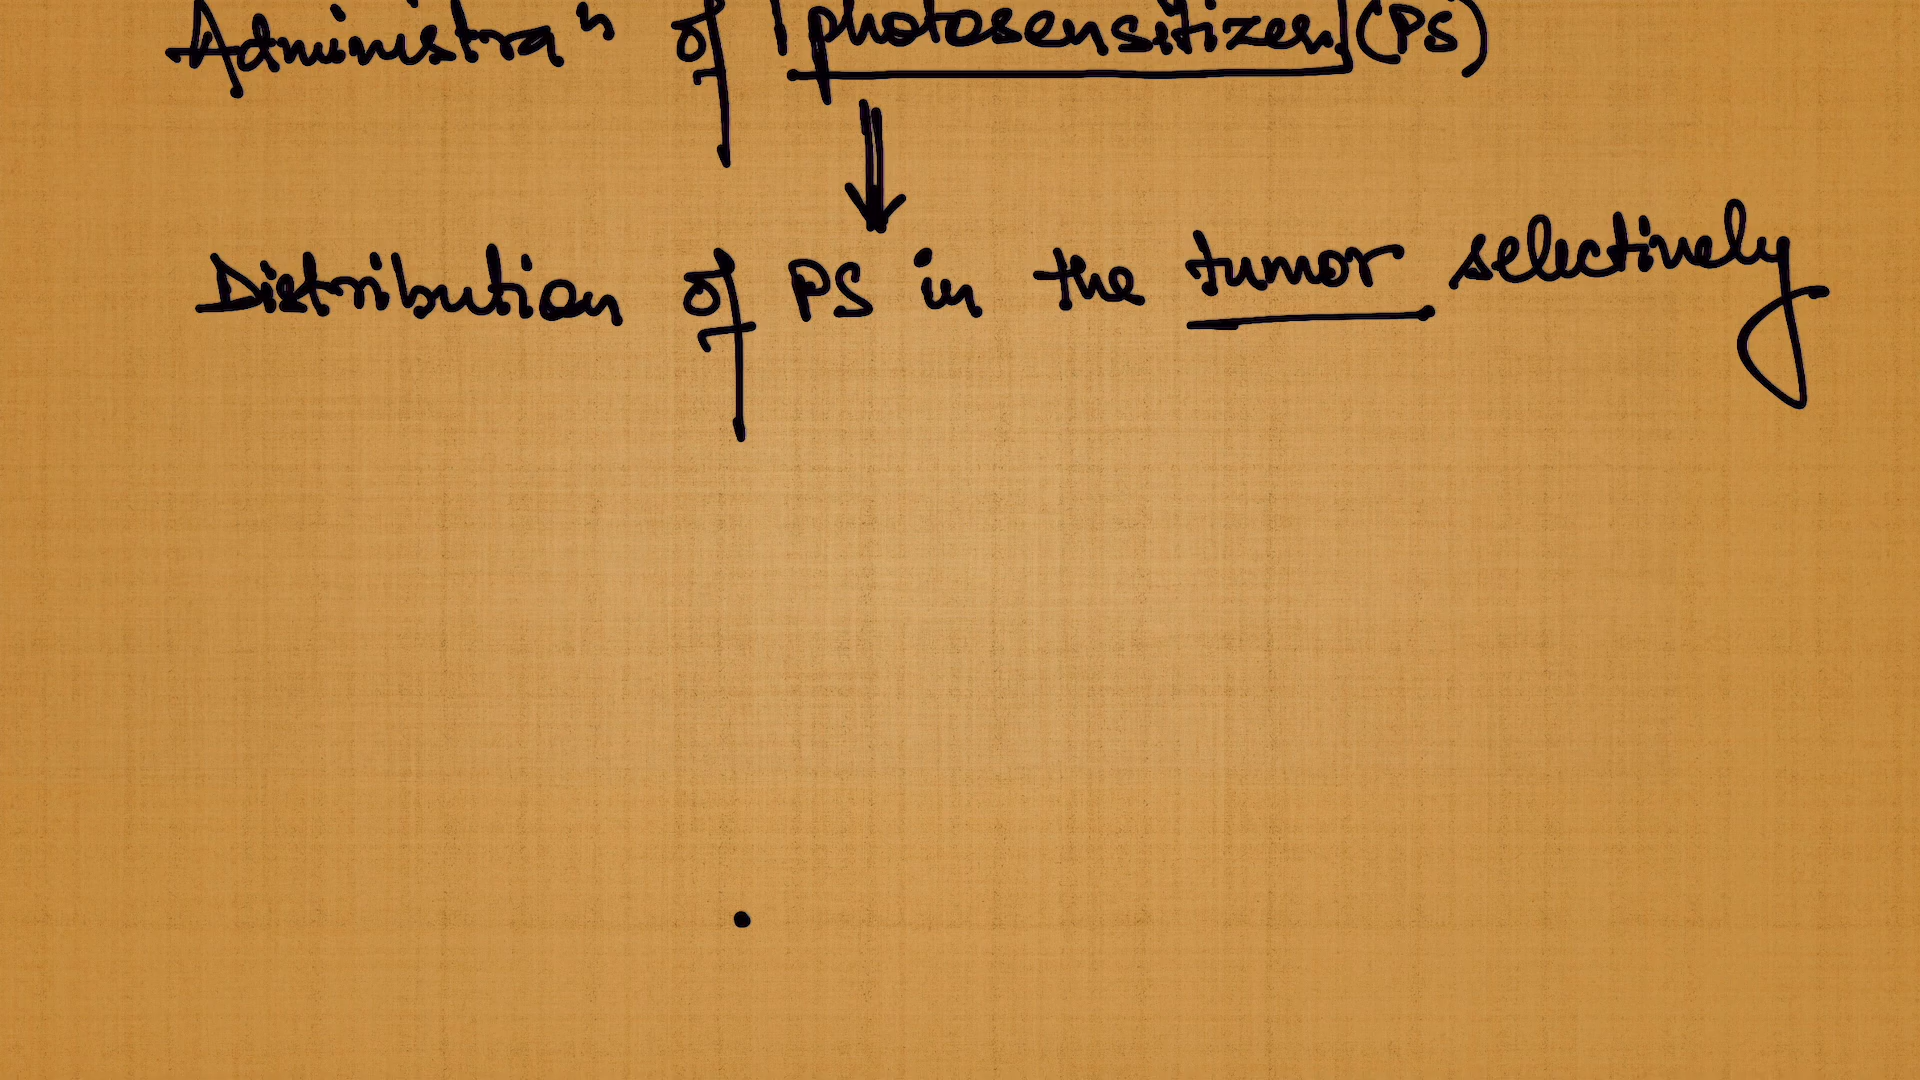 Administraⁿ of photosensitizer (PS)
Distribution of PS in the tumor selectively